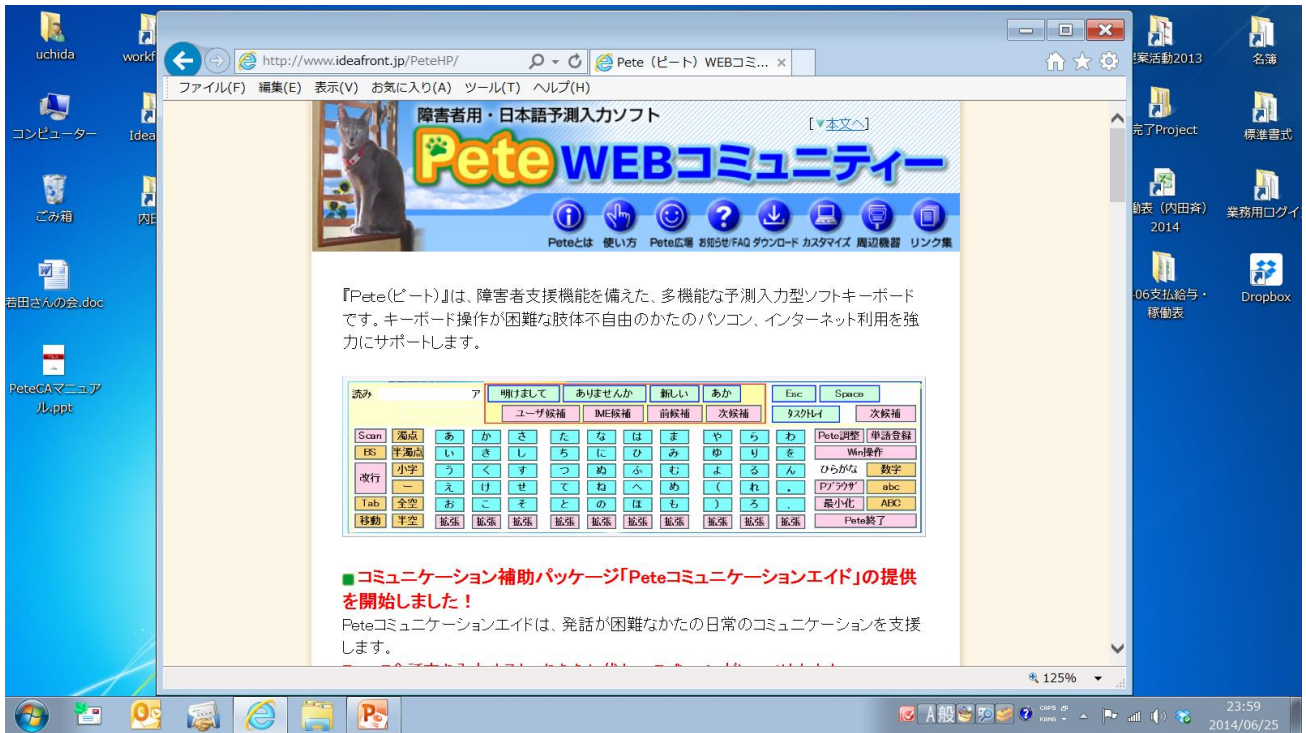 uchida
workf
コンピューター
Idea
ごみ箱
内
若田さんの会.doc
PeteCAマニュア
ル.ppt
http://www.ideafront.jp/PeteHP/
Pete（ピート）WEBコミ...
ファイル(F) 編集(E) 表示(V) お気に入り(A) ツール(T) ヘルプ(H)
障害者用・日本語予測入力ソフト
[▼本文へ]
Pete WEBコミュニティー
Peteとは 使い方 Pete広場 お知らせ/FAQ ダウンロード カスタマイズ 周辺機器 リンク集
『Pete(ピート)』は、障害者支援機能を備えた、多機能な予測入力型ソフトキーボード
です。キーボード操作が困難な肢体不自由のかたのパソコン、インターネット利用を強
力にサポートします。
読み ア 明けまして ありませんか 新しい あか Esc Space
ユーザ候補 IME候補 前候補 次候補 タスクトレイ 次候補
Scan 濁点 あ か さ た な は ま や ら わ Pete調整 単語登録
BS 半濁点 い き し ち に ひ み ゆ り を Win操作
改行 小字 う く す つ ぬ ふ む よ る ん ひらがな 数字
ー え け せ て ね へ め ( れ 。 Pブラウザ abc
Tab 全空 お こ そ と の ほ も ) ろ 、 最小化 ABC
移動 半空 拡張 拡張 拡張 拡張 拡張 拡張 拡張 拡張 拡張 拡張 Pete終了
■コミュニケーション補助パッケージ「Peteコミュニケーションエイド」の提供
を開始しました！
Peteコミュニケーションエイドは、発話が困難なかたの日常のコミュニケーションを支援
します。
125%
案活動2013
名簿
完了Project
標準書式
動表（内田斉）
2014
業務用ログイ
06支払給与・
稼働表
Dropbox
A 般
CAPS
KANA
23:59
2014/06/25